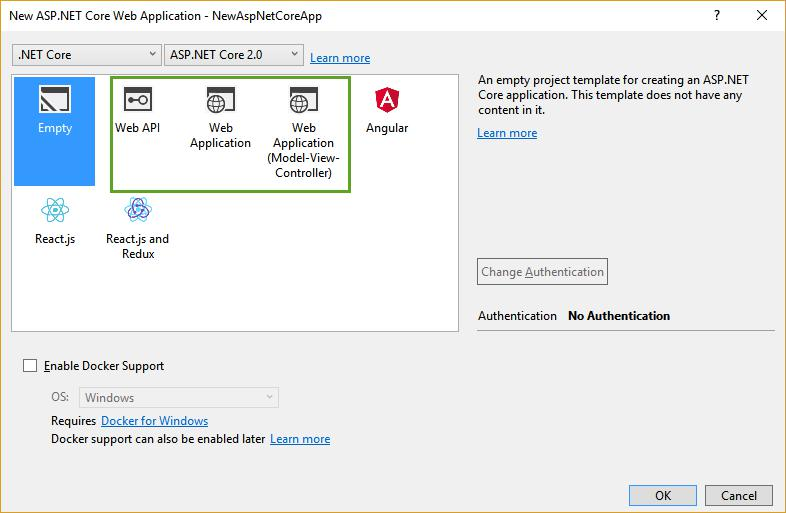 New ASP.NET Core Web Application - NewAspNetCoreApp
.NET Core
ASP.NET Core 2.0
Learn more
Empty
Web API
Web
Application
Web
Application
(Model-View-
Controller)
Angular
React.js
React.js and
Redux
An empty project template for creating an ASP.NET
Core application. This template does not have any
content in it.
Learn more
Change Authentication
Authentication No Authentication
Enable Docker Support
OS: Windows
Requires Docker for Windows
Docker support can also be enabled later Learn more
OK
Cancel